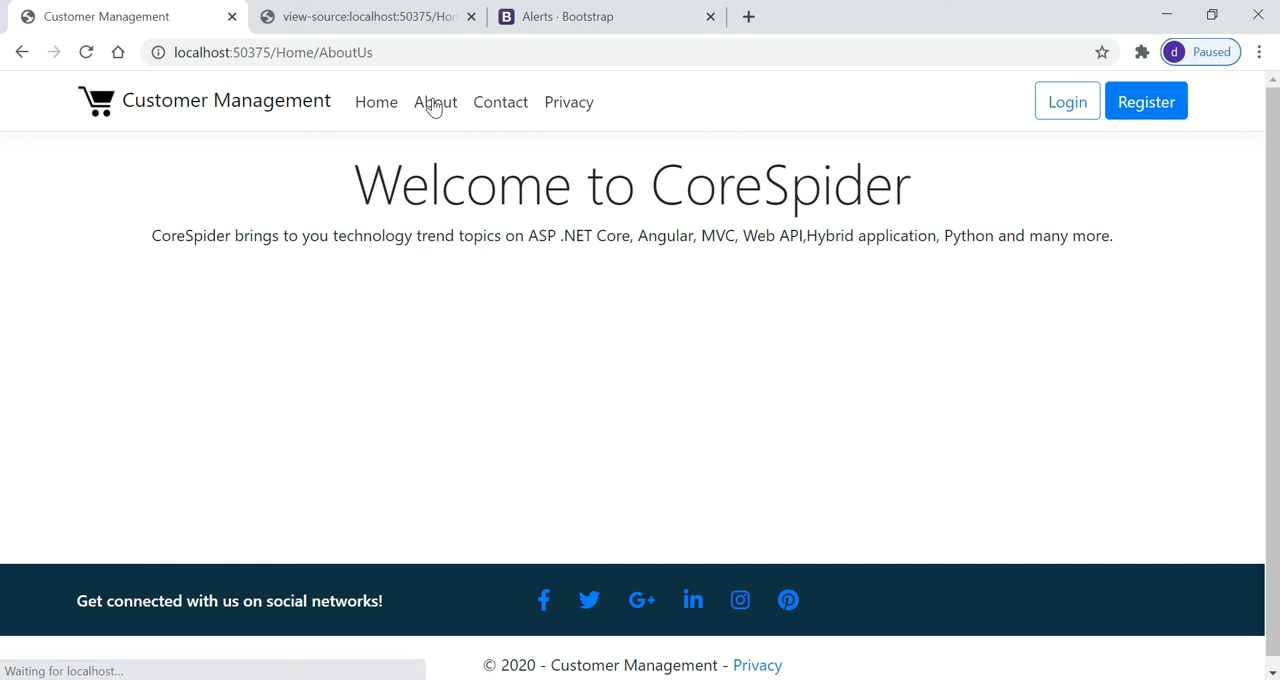 Customer Management
view-source:localhost:50375/Hom
Alerts · Bootstrap
localhost:50375/Home/AboutUs
d Paused
Customer Management Home About Contact Privacy Login Register
Welcome to CoreSpider
CoreSpider brings to you technology trend topics on ASP .NET Core, Angular, MVC, Web API,Hybrid application, Python and many more.
Get connected with us on social networks!
© 2020 - Customer Management - Privacy
Waiting for localhost...